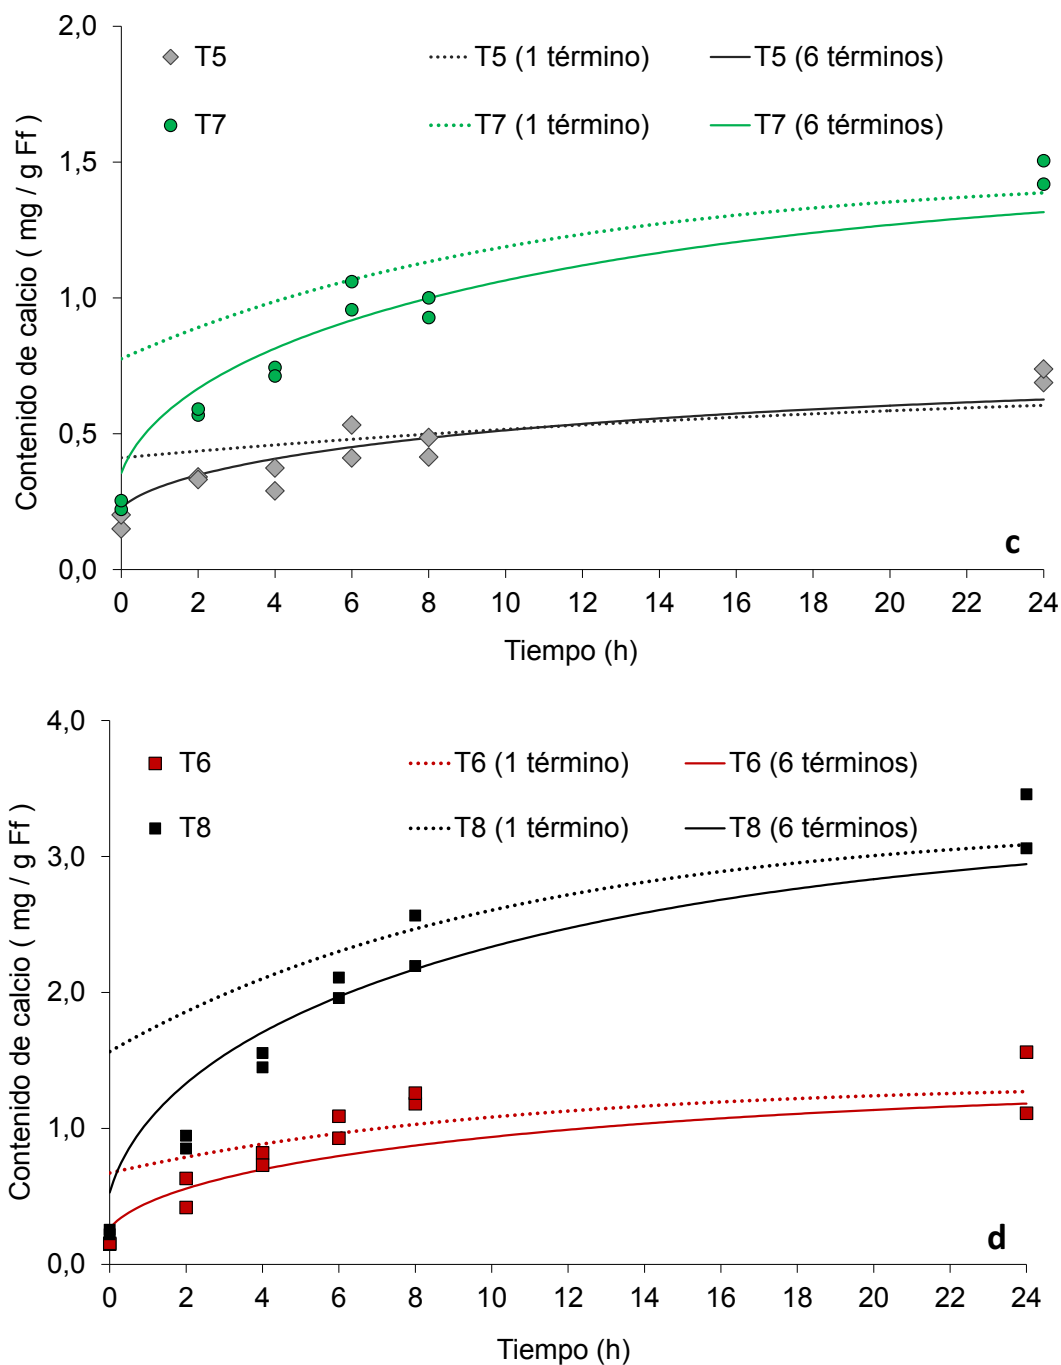 2,0
T5 T5 (1 término) T5 (6 términos)
T7 T7 (1 término) T7 (6 términos)
1,5
1,0
0,5
0,0
Contenido de calcio ( mg / g Ff )
c
0 2 4 6 8 10 12 14 16 18 20 22 24
Tiempo (h)
4,0
T6 T6 (1 término) T6 (6 términos)
T8 T8 (1 término) T8 (6 términos)
3,0
2,0
1,0
0,0
Contenido de calcio ( mg / g Ff )
d
0 2 4 6 8 10 12 14 16 18 20 22 24
Tiempo (h)